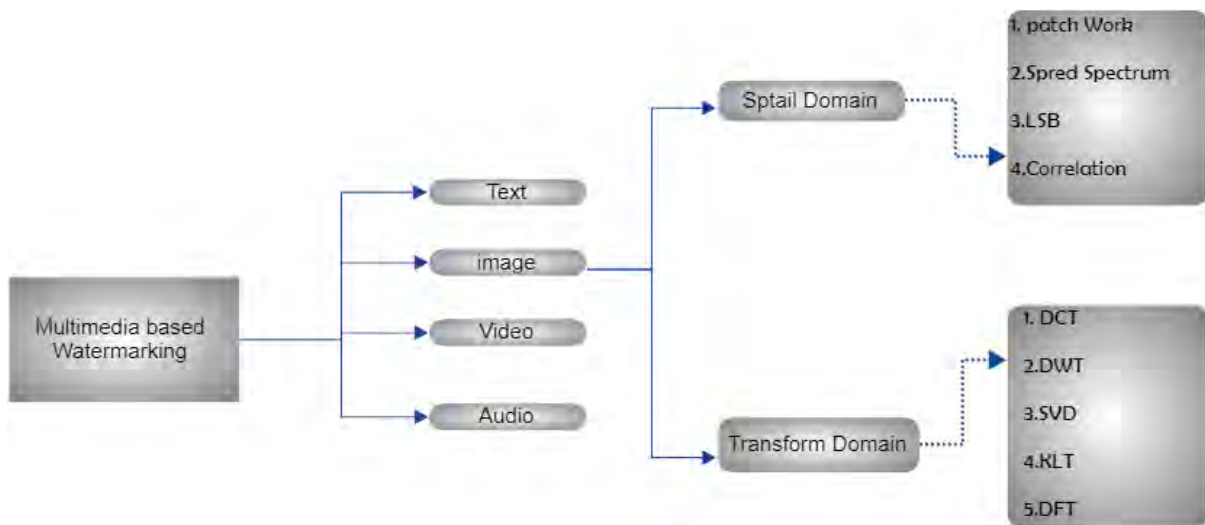 Multimedia based
Watermarking
Text
image
Video
Audio
Sptail Domain
Transform Domain
1. patch Work
2.Spred Spectrum
3.LSB
4.Correlation
1. DCT
2.DWT
3.SVD
4.KLT
5.DFT